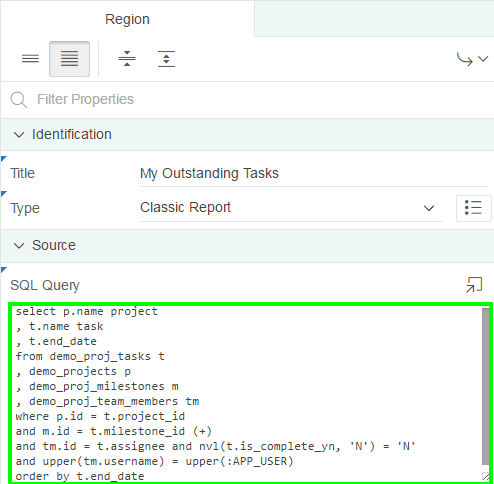 Region
Filter Properties
Identification
Title My Outstanding Tasks
Type Classic Report
Source
SQL Query
select p.name project
, t.name task
, t.end_date
from demo_proj_tasks t
, demo_projects p
, demo_proj_milestones m
, demo_proj_team_members tm
where p.id = t.project_id
and m.id = t.milestone_id (+)
and tm.id = t.assignee and nvl(t.is_complete_yn, 'N') = 'N'
and upper(tm.username) = upper(:APP_USER)
order by t.end_date